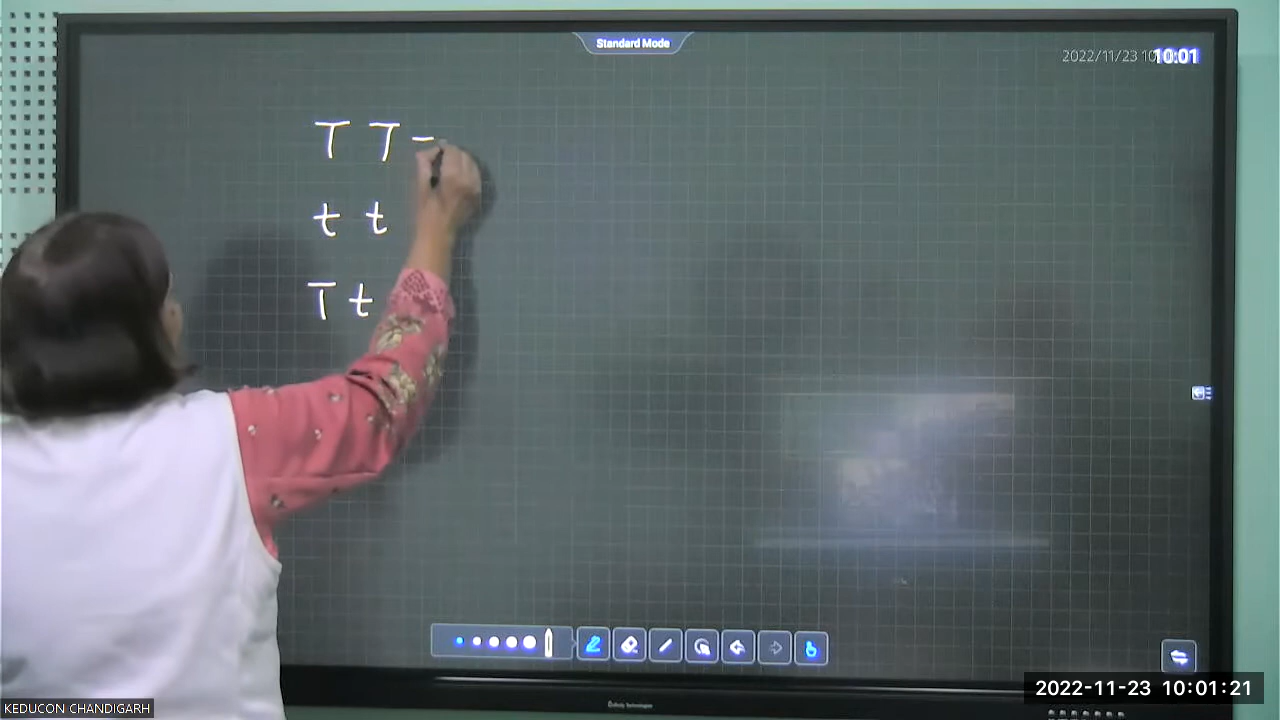 Standard Mode
2022/11/23 10:01
T T -
t t
T t
2022-11-23 10:01:21
KEDUCON CHANDIGARH